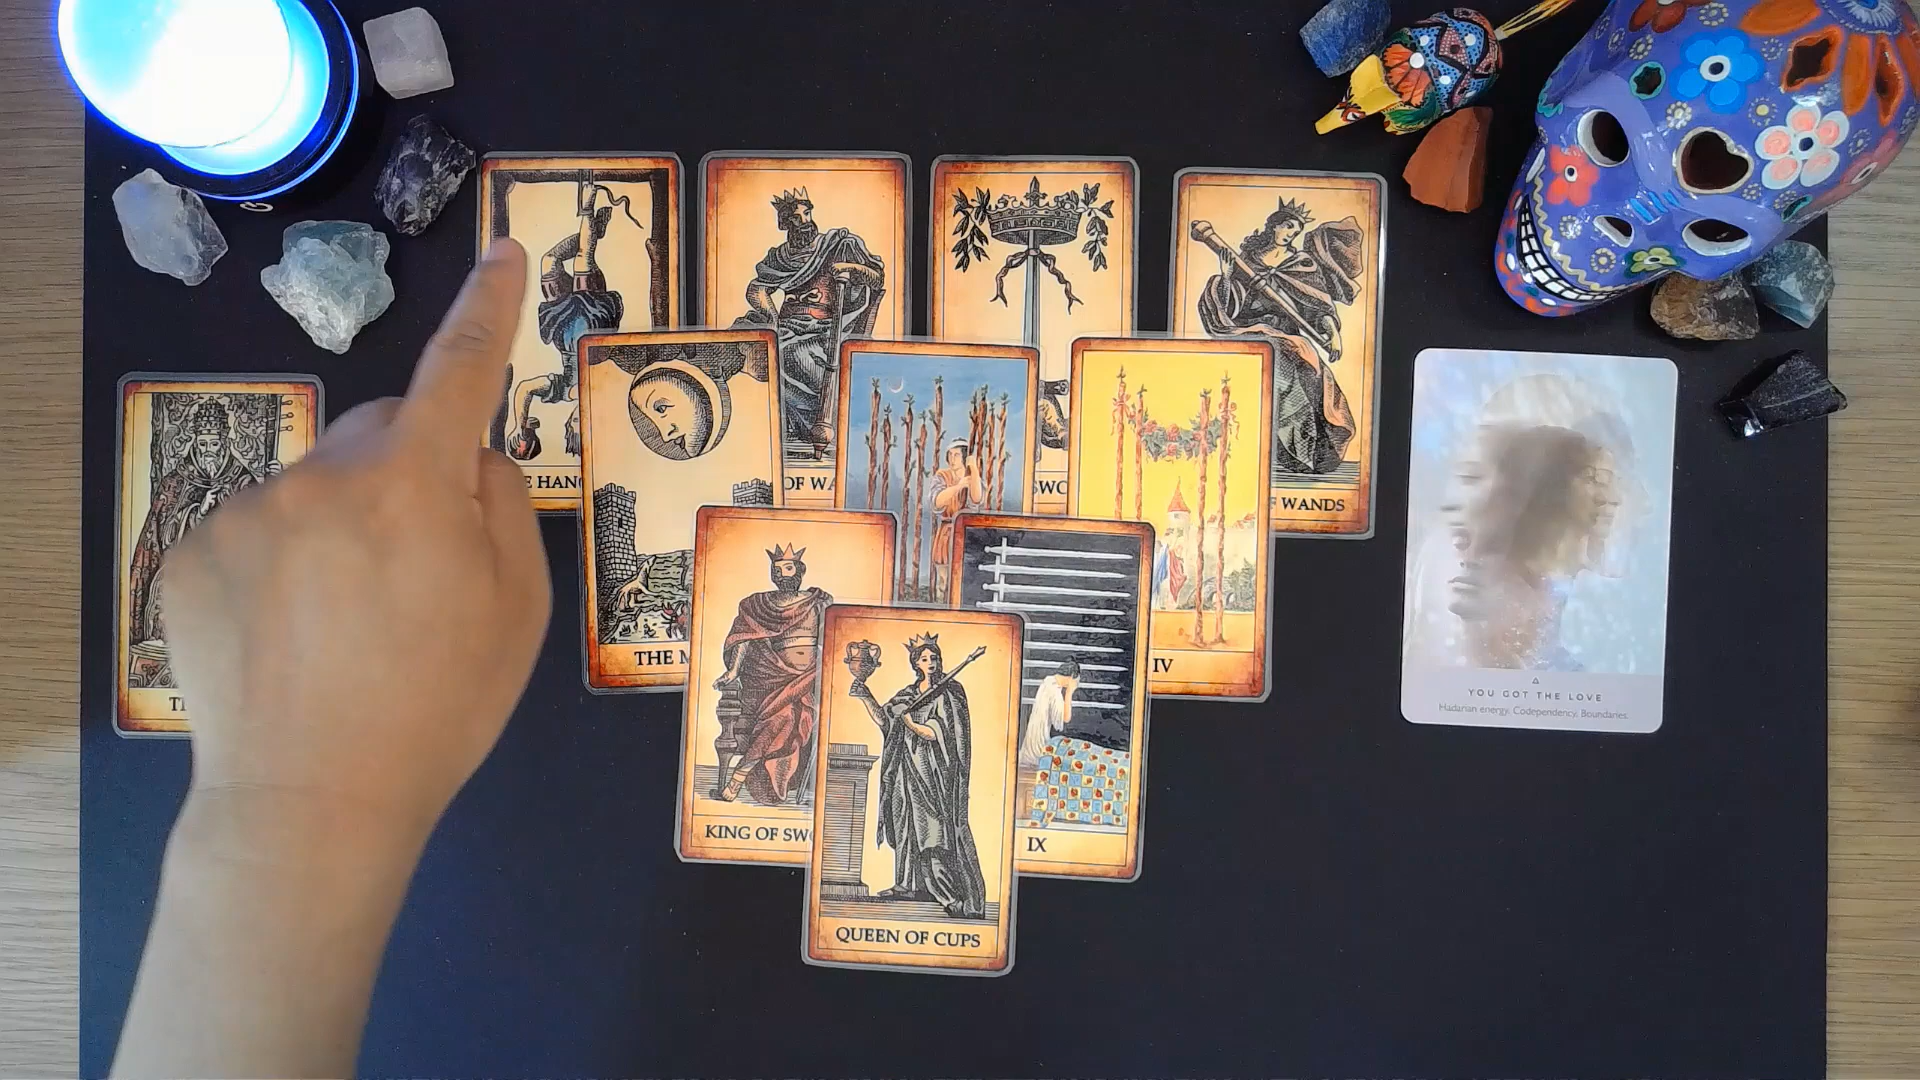 HANG
OF WA
SWO
F WANDS
TH
THE M
IV
YOU GOT THE LOVE
Hadarian energy. Codependency. Boundaries.
KING OF SWO
IX
QUEEN OF CUPS